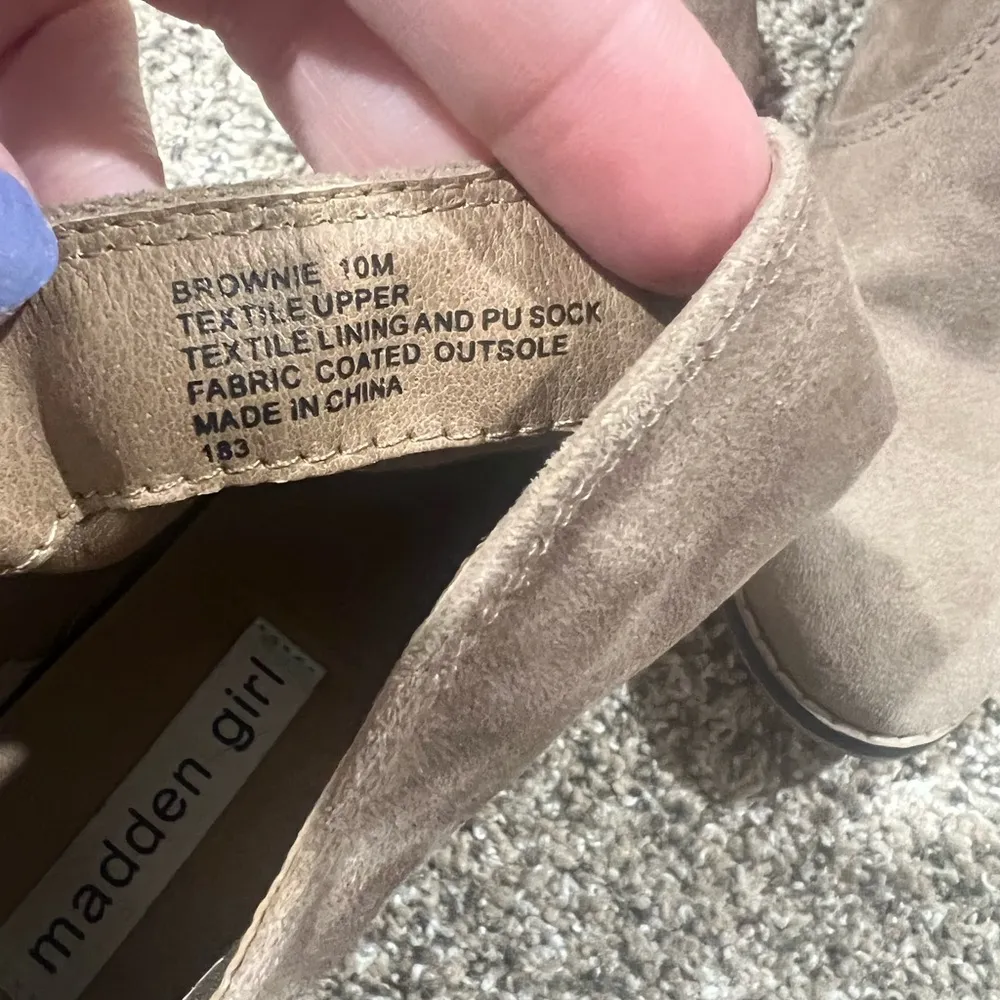 BROWNIE 10M
TEXTILE UPPER
TEXTILE LINING AND PU SOCK
FABRIC COATED OUTSOLE
MADE IN CHINA
183
madden girl